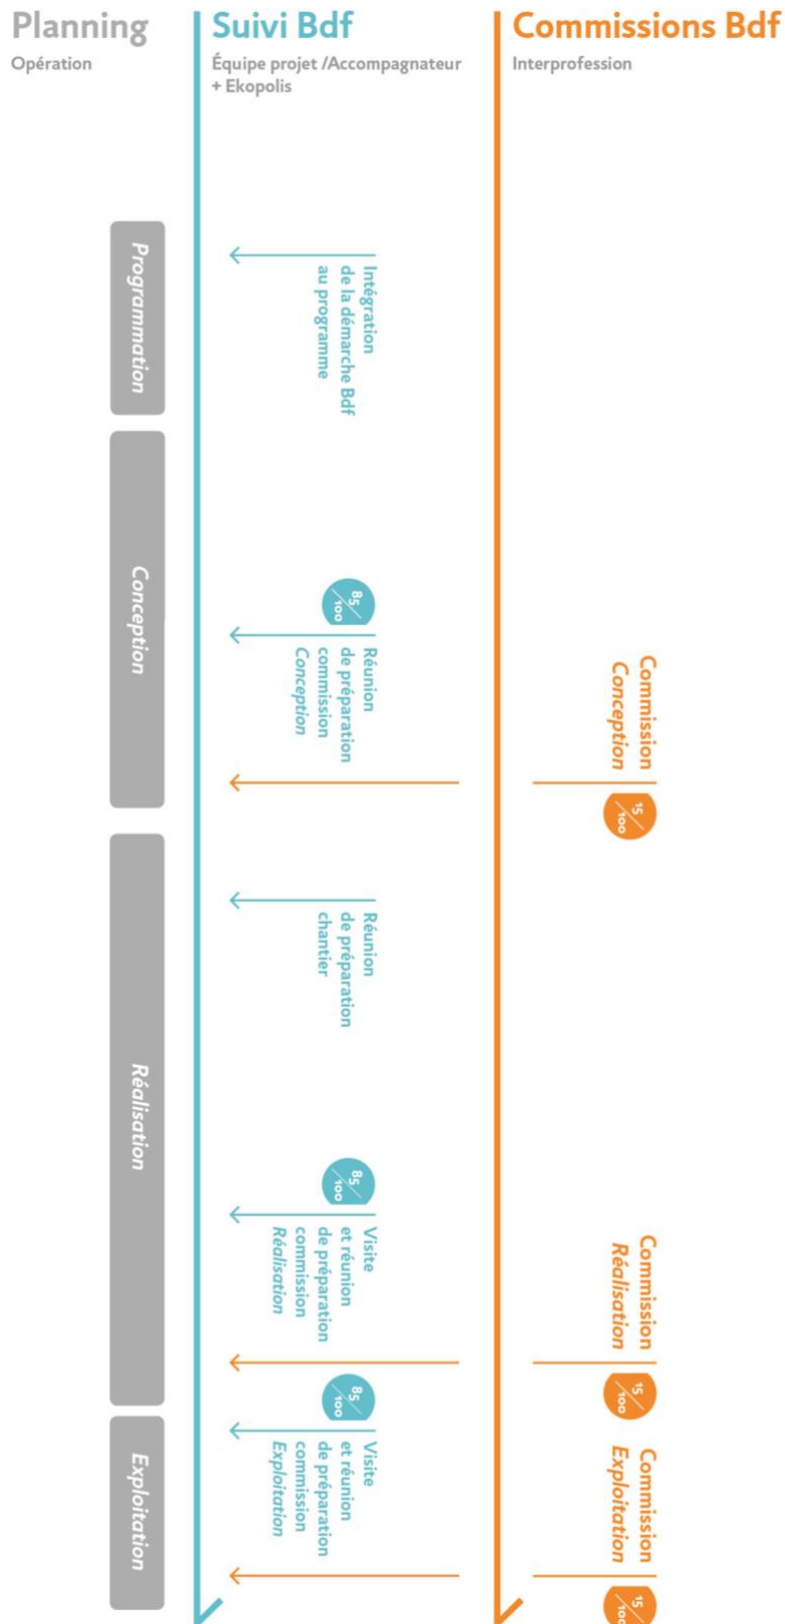 Planning
Opération
Suivi Bdf
Équipe projet /Accompagnateur
+ Ekopolis
Commissions Bdf
Interprofession
Programmation
Intégration
de la démarche Bdf
au programme
Conception
85/100
Réunion
de préparation
commission
Conception
Commission
Conception
15/100
Réalisation
Réunion
de préparation
chantier
85/100
Visite
et réunion
de préparation
commission
Réalisation
Commission
Réalisation
15/100
Exploitation
85/100
Visite
et réunion
de préparation
commission
Exploitation
Commission
Exploitation
15/100